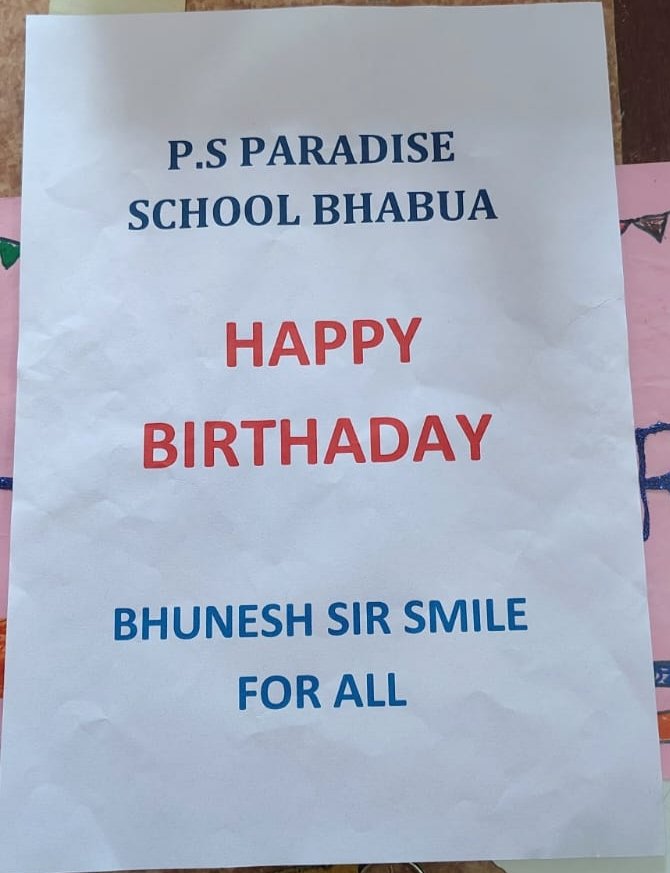 P.S PARADISE
SCHOOL BHABUA
HAPPY
BIRTHADAY
BHUNESH SIR SMILE
FOR ALL